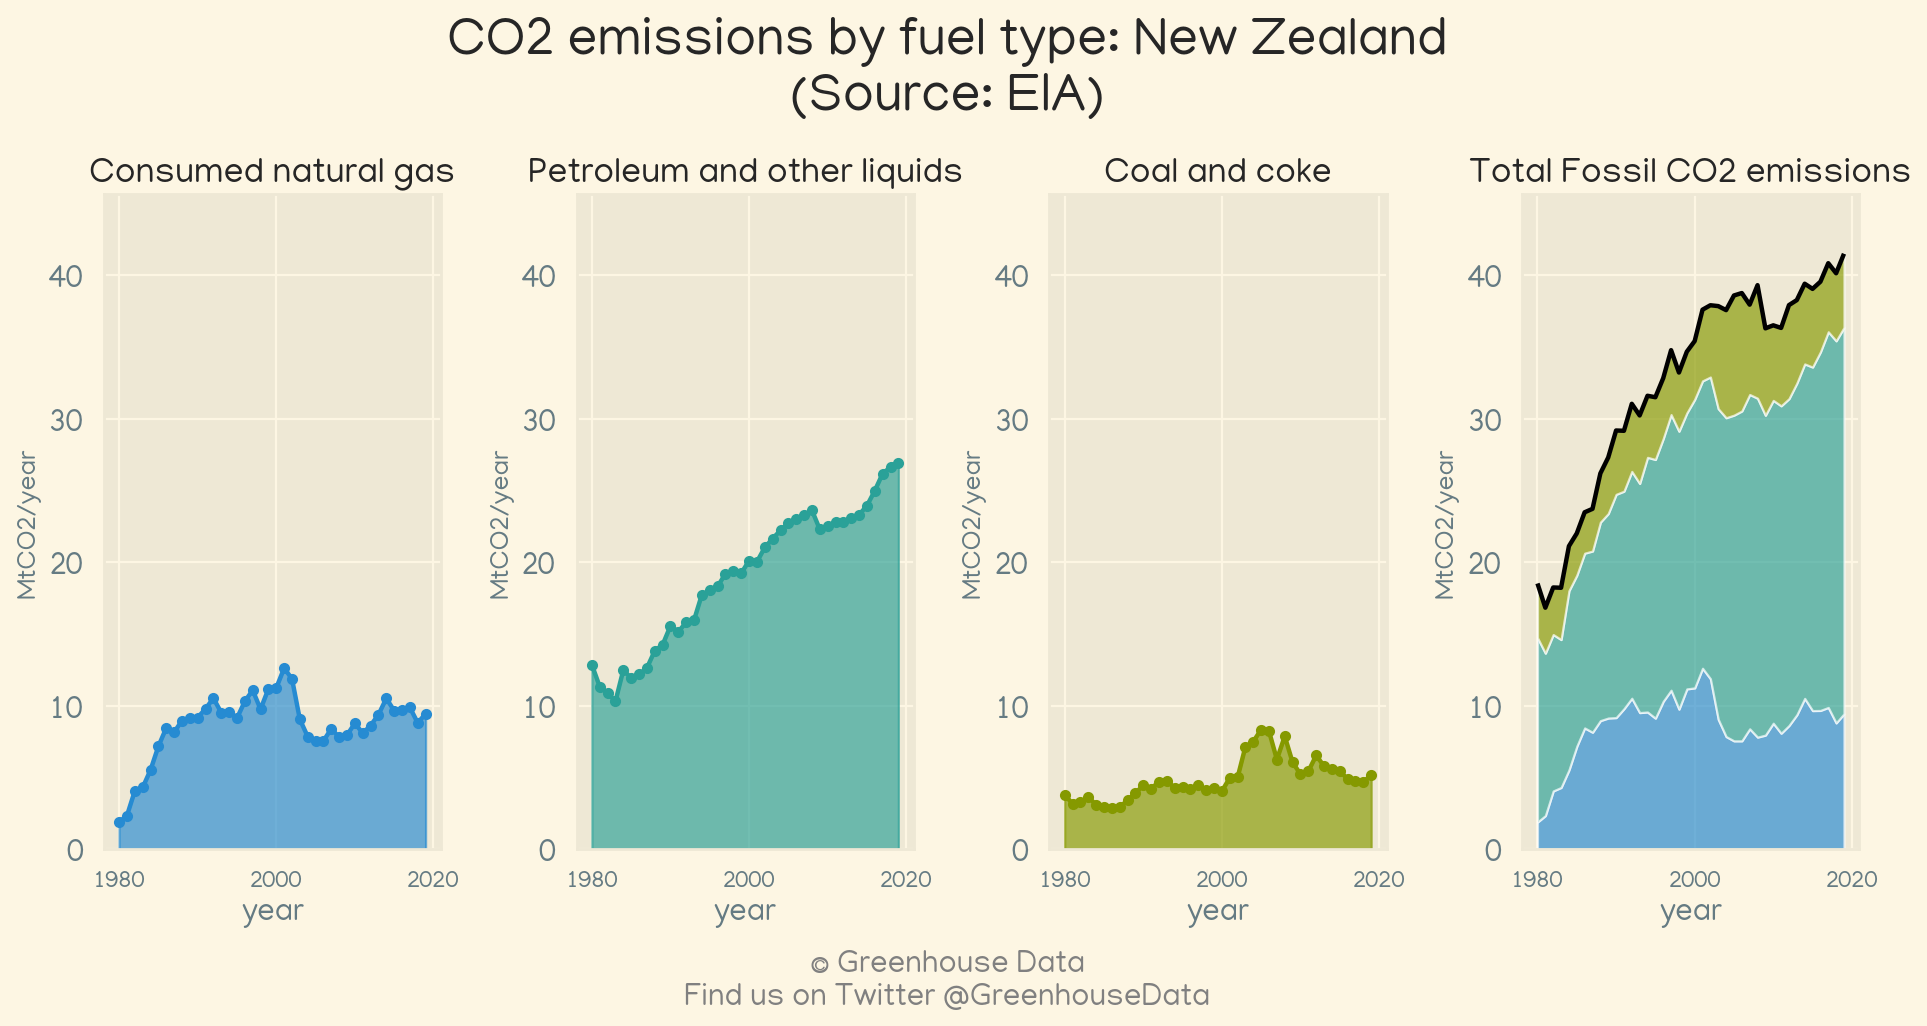 CO2 emissions by fuel type: New Zealand
(Source: EIA)
Consumed natural gas
Petroleum and other liquids
Coal and coke
Total Fossil CO2 emissions
MtCO2/year
40
30
20
10
0
1980
2000
2020
year
MtCO2/year
40
30
20
10
0
1980
2000
2020
year
MtCO2/year
40
30
20
10
0
1980
2000
2020
year
MtCO2/year
40
30
20
10
0
1980
2000
2020
year
© Greenhouse Data
Find us on Twitter @GreenhouseData